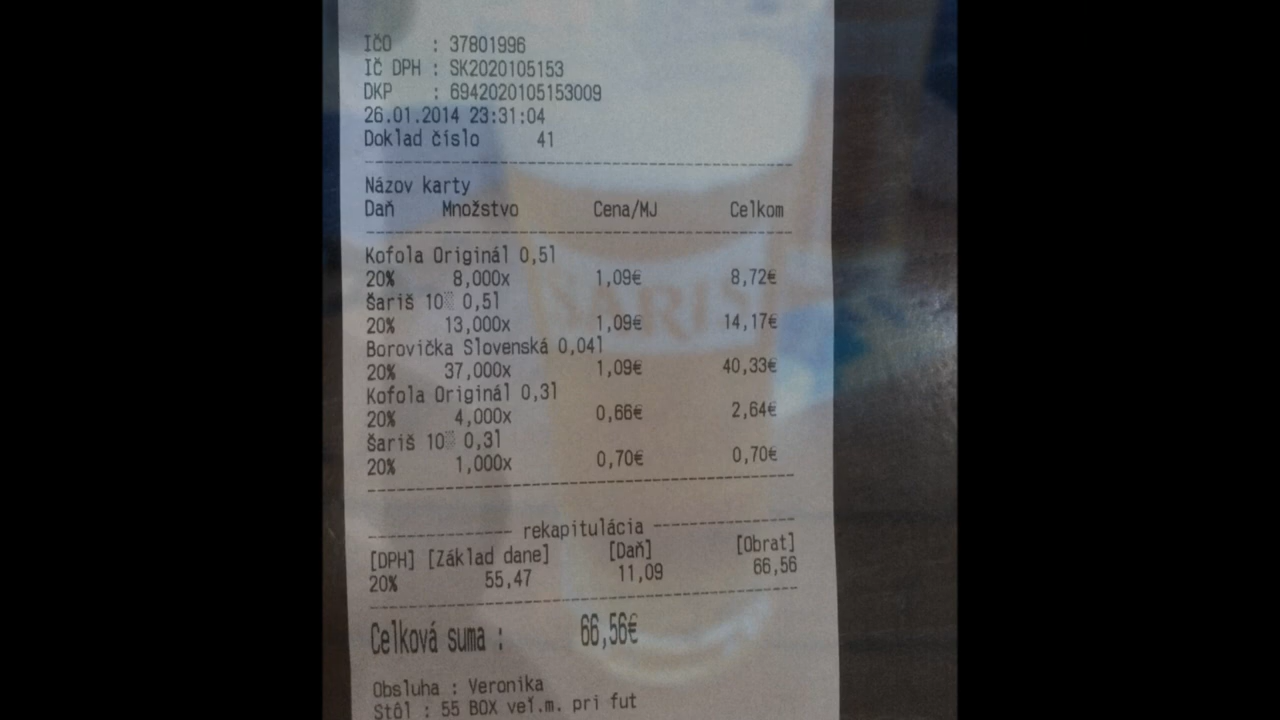 IČO : 37801996
IČ DPH : SK2020105153
DKP : 6942020105153009
26.01.2014 23:31:04
Doklad číslo 41
Názov karty
Daň Množstvo Cena/MJ Celkom
Kofola Originál 0,5l
20% 8,000x 1,09€ 8,72€
Šariš 10░ 0,5l
20% 13,000x 1,09€ 14,17€
Borovička Slovenská 0,04l
20% 37,000x 1,09€ 40,33€
Kofola Originál 0,3l
20% 4,000x 0,66€ 2,64€
Šariš 10░ 0,3l
20% 1,000x 0,70€ 0,70€
rekapitulácia
[DPH] [Základ dane] [Daň] [Obrat]
20% 55,47 11,09 66,56
Celková suma : 66,56€
Obsluha : Veronika
Stôl : 55 BOX veľ.m. pri fut
ŠARIŠ